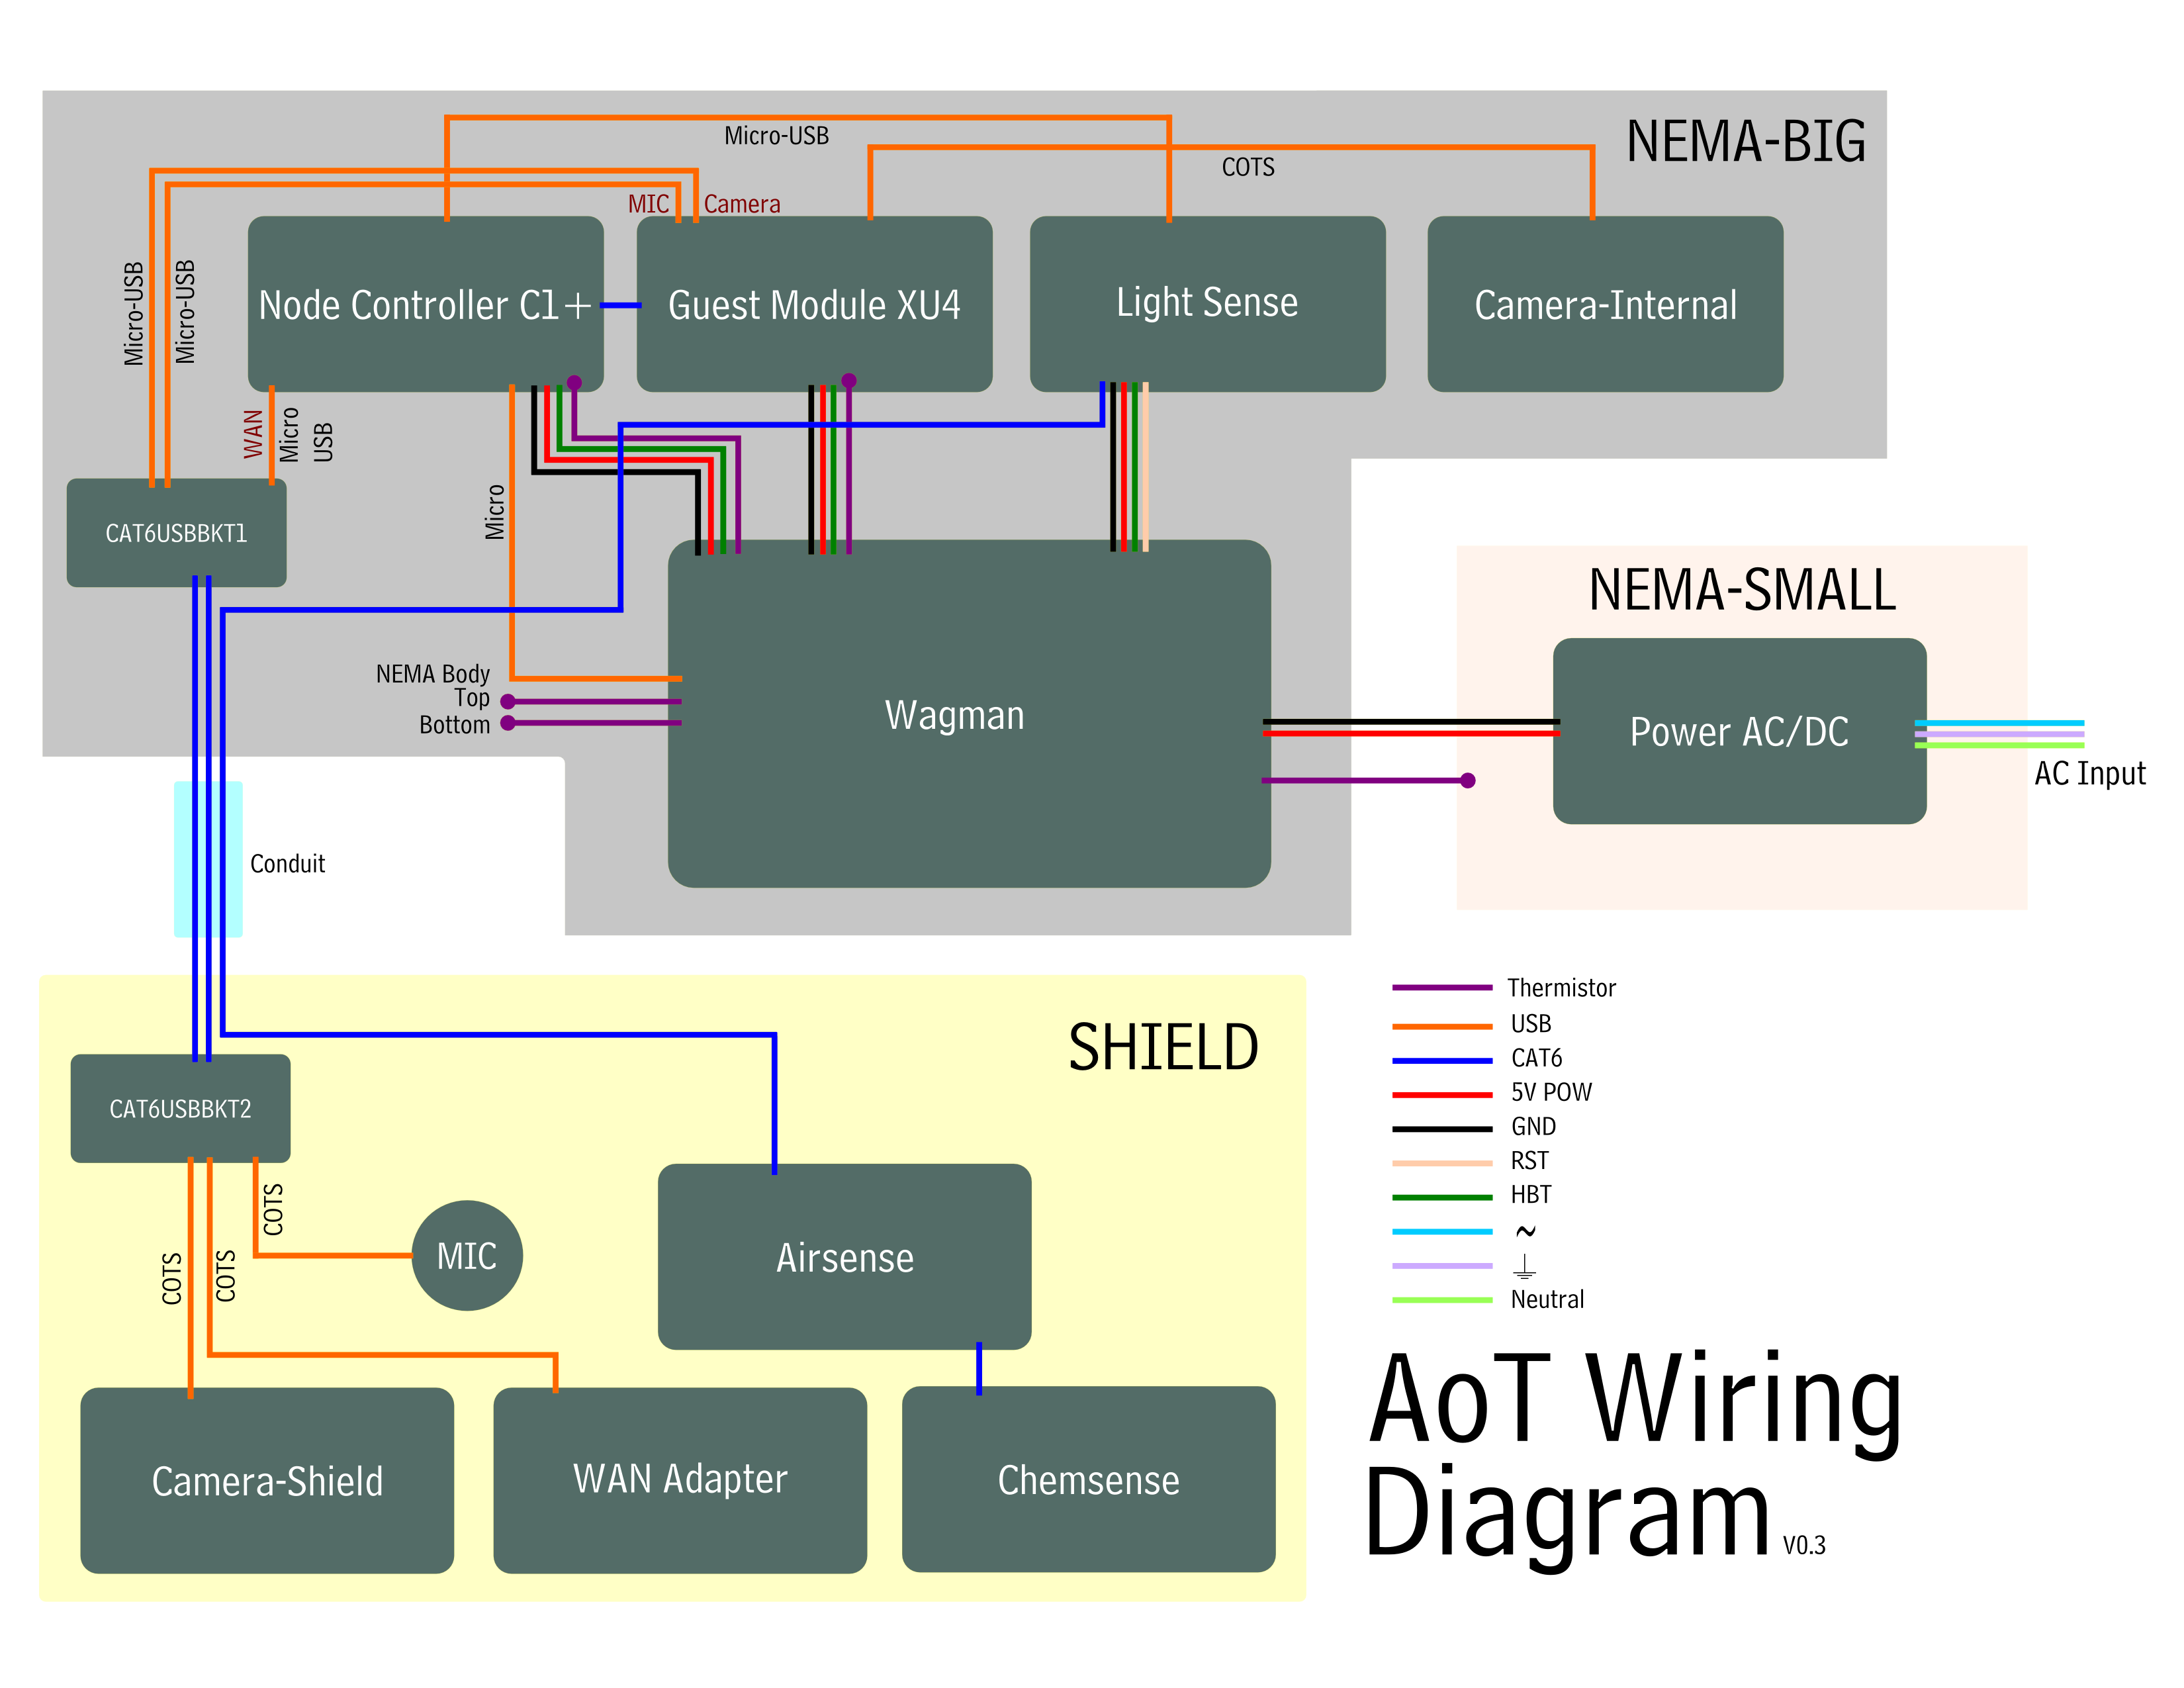 NEMA-BIG
Micro-USB
COTS
MIC
Camera
Micro-USB
Micro-USB
Node Controller C1+
Guest Module XU4
Light Sense
Camera-Internal
WAN
Micro
USB
Micro
CAT6USBBKT1
NEMA-SMALL
NEMA Body
Top
Bottom
Wagman
Power AC/DC
AC Input
Conduit
SHIELD
CAT6USBBKT2
COTS
COTS
COTS
MIC
Airsense
Camera-Shield
WAN Adapter
Chemsense
Thermistor
USB
CAT6
5V POW
GND
RST
HBT
~
⏚
Neutral
AoT Wiring
Diagram V0.3